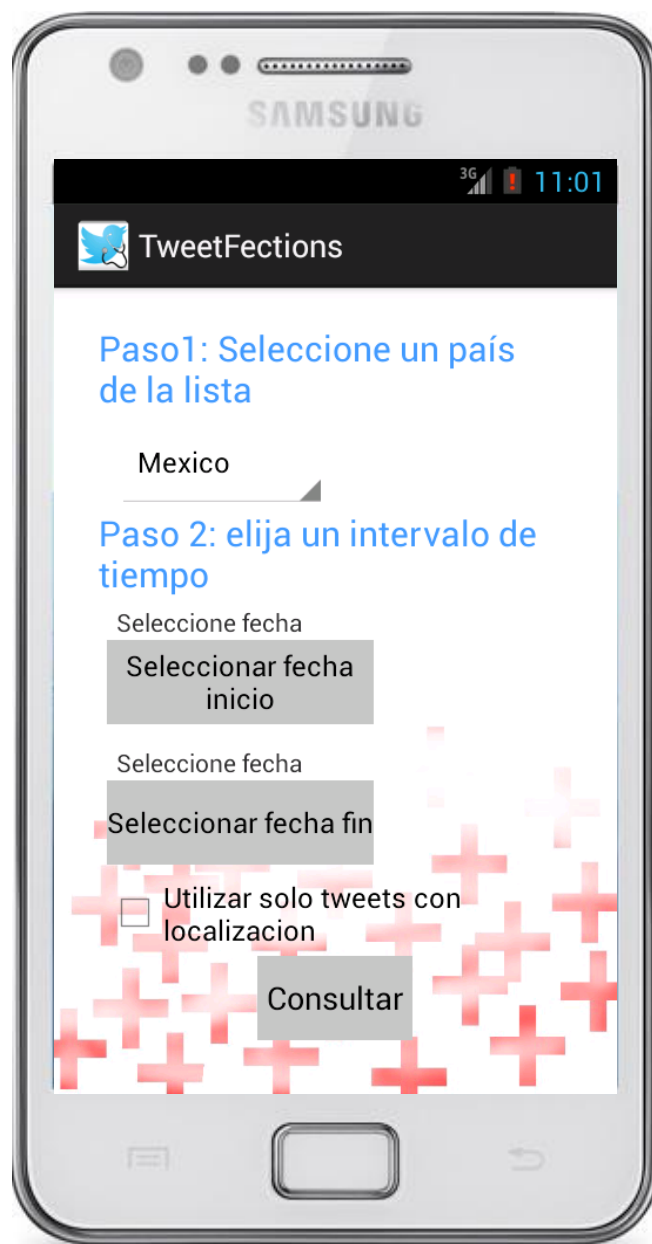 SAMSUNG
3G 11:01
TweetFections
Paso1: Seleccione un país
de la lista
Mexico
Paso 2: elija un intervalo de
tiempo
Seleccione fecha
Seleccionar fecha
inicio
Seleccione fecha
Seleccionar fecha fin
Utilizar solo tweets con
localizacion
Consultar